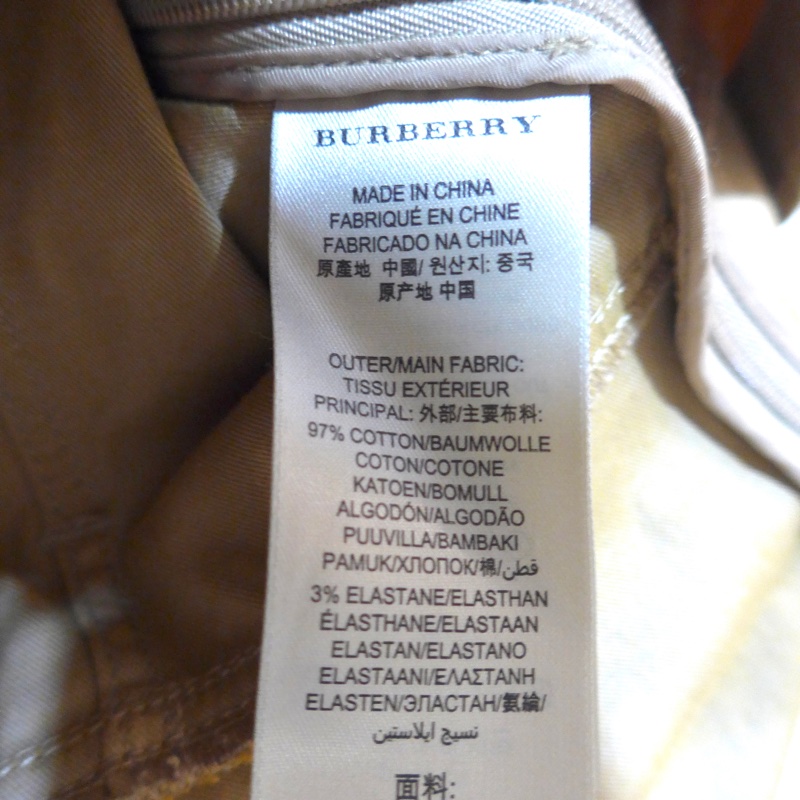 BURBERRY
MADE IN CHINA
FABRIQUÉ EN CHINE
FABRICADO NA CHINA
原產地 中國/ 원산지: 중국
原产地 中国
OUTER/MAIN FABRIC:
TISSU EXTÉRIEUR
PRINCIPAL: 外部/主要布料:
97% COTTON/BAUMWOLLE
COTON/COTONE
KATOEN/BOMULL
ALGODÓN/ALGODÃO
PUUVILLA/BAMBAKI
PAMUK/ХЛОПОК/棉/قطن
3% ELASTANE/ELASTHAN
ÉLASTHANE/ELASTAAN
ELASTAN/ELASTANO
ELASTAANI/ΕΛΑΣΤΑΝΗ
ELASTEN/ЭЛАСТАН/氨綸/
نسيج ايلاستين
面料: